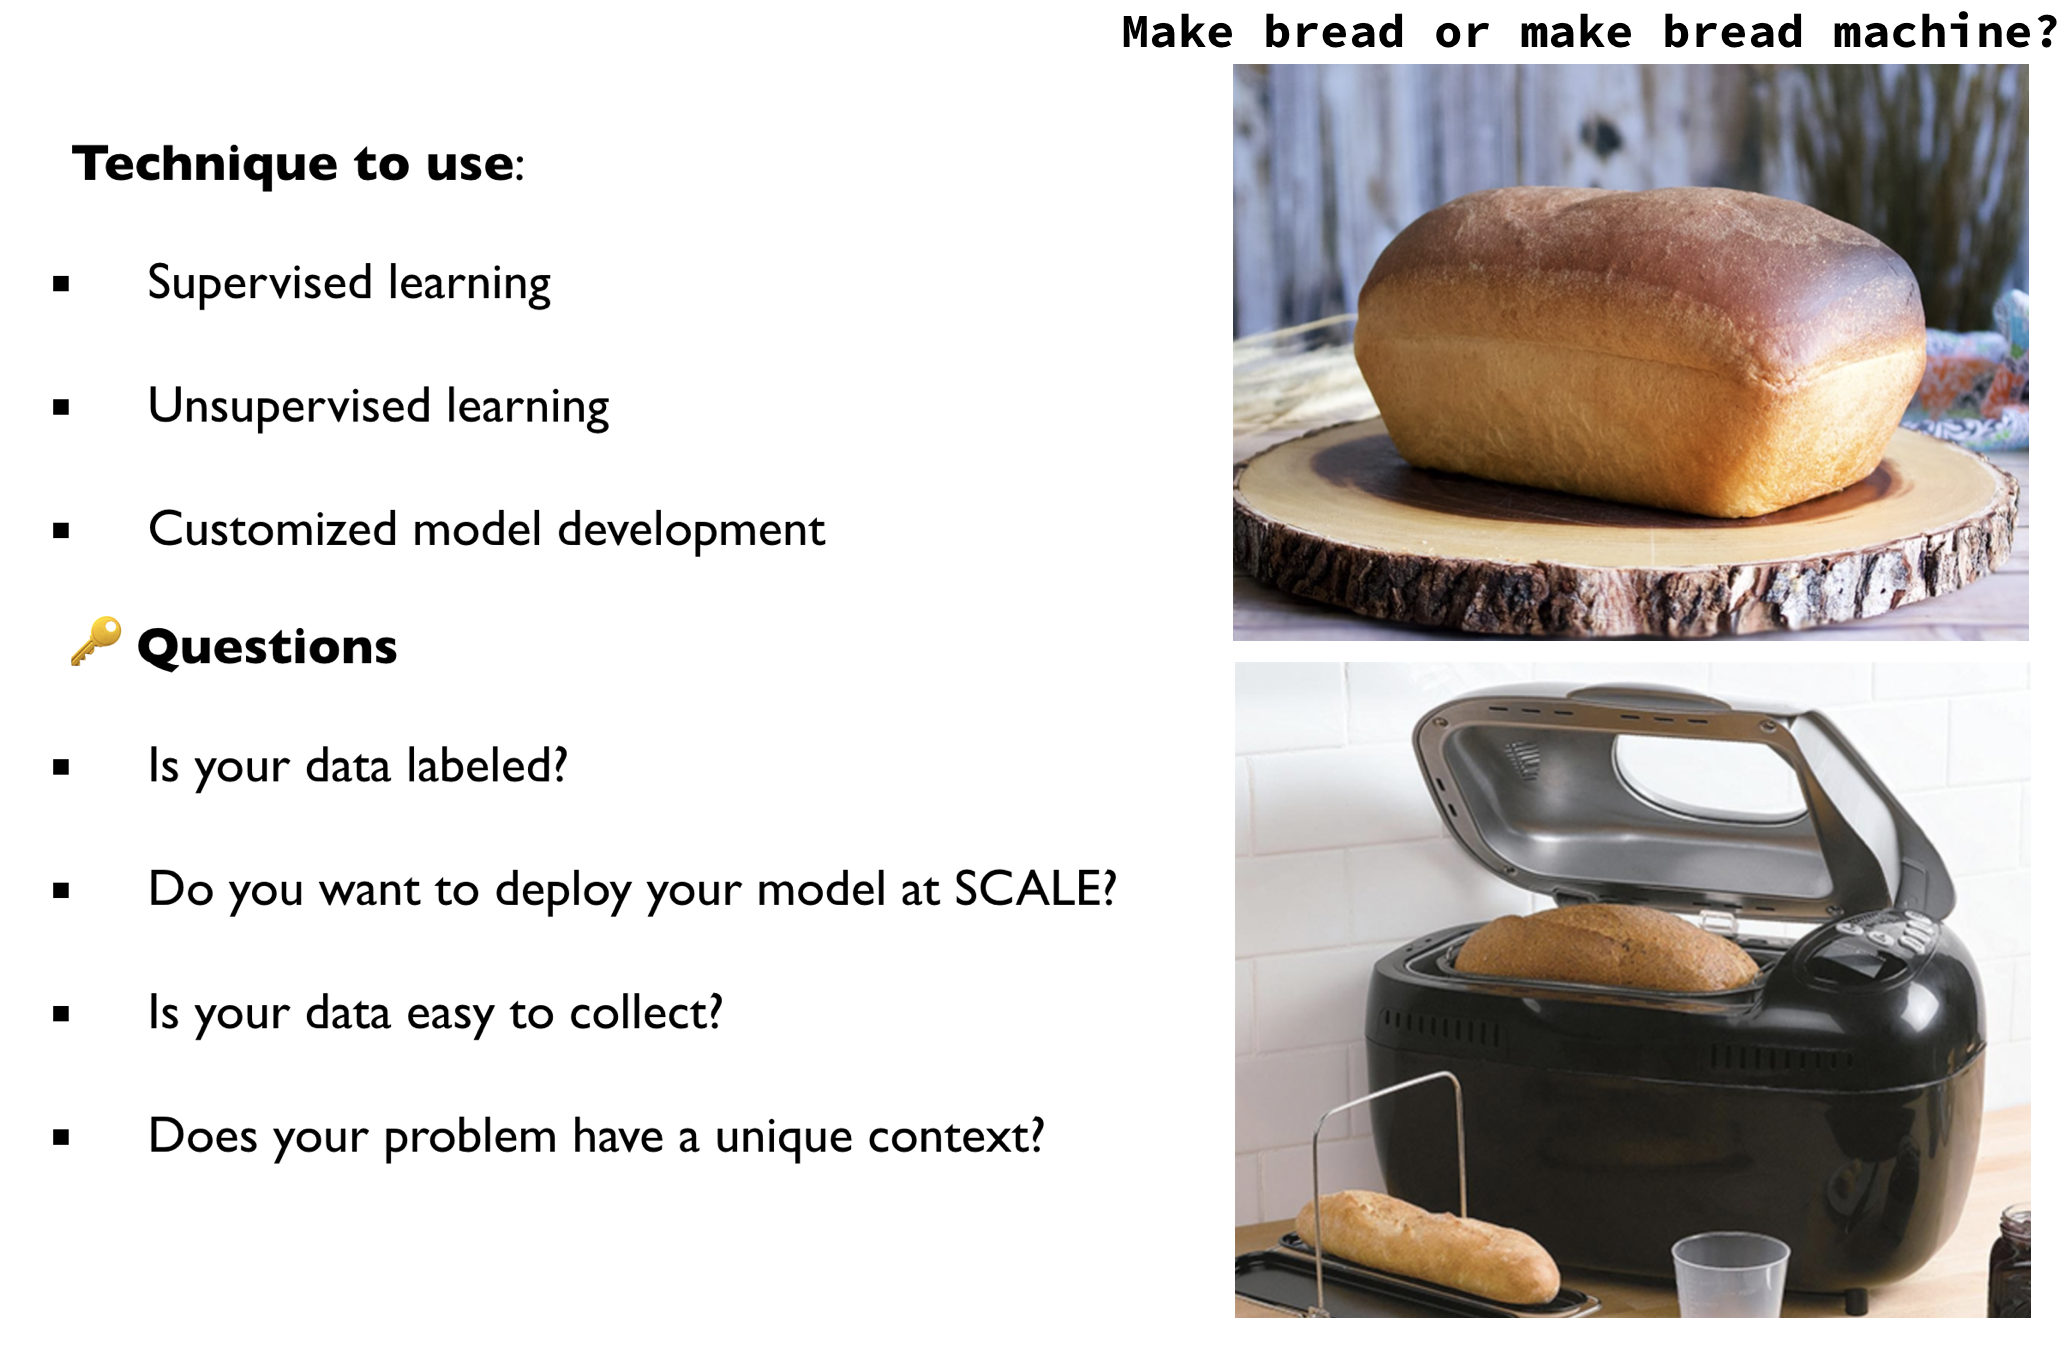 Make bread or make bread machine?
Technique to use:
▪ Supervised learning
▪ Unsupervised learning
▪ Customized model development
🔑 Questions
▪ Is your data labeled?
▪ Do you want to deploy your model at SCALE?
▪ Is your data easy to collect?
▪ Does your problem have a unique context?